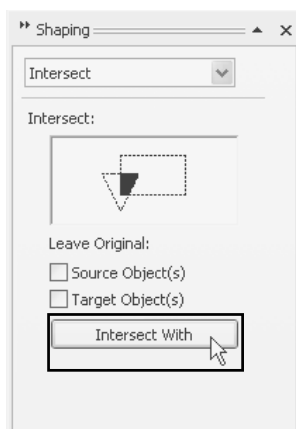 Shaping
Intersect
Intersect:
Leave Original:
Source Object(s)
Target Object(s)
Intersect With